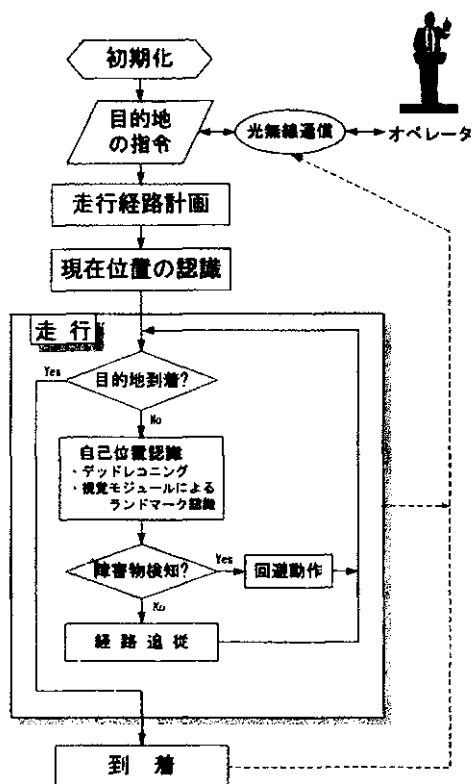 初期化
目的地
の指令
光無線通信
オペレータ
走行経路計画
現在位置の認識
走 行
目的地到着?
Yes
No
自己位置認識
・デッドレコニング
・視覚モジュールによる
ランドマーク認識
障害物検知?
Yes
回避動作
No
経 路 追 従
到 着